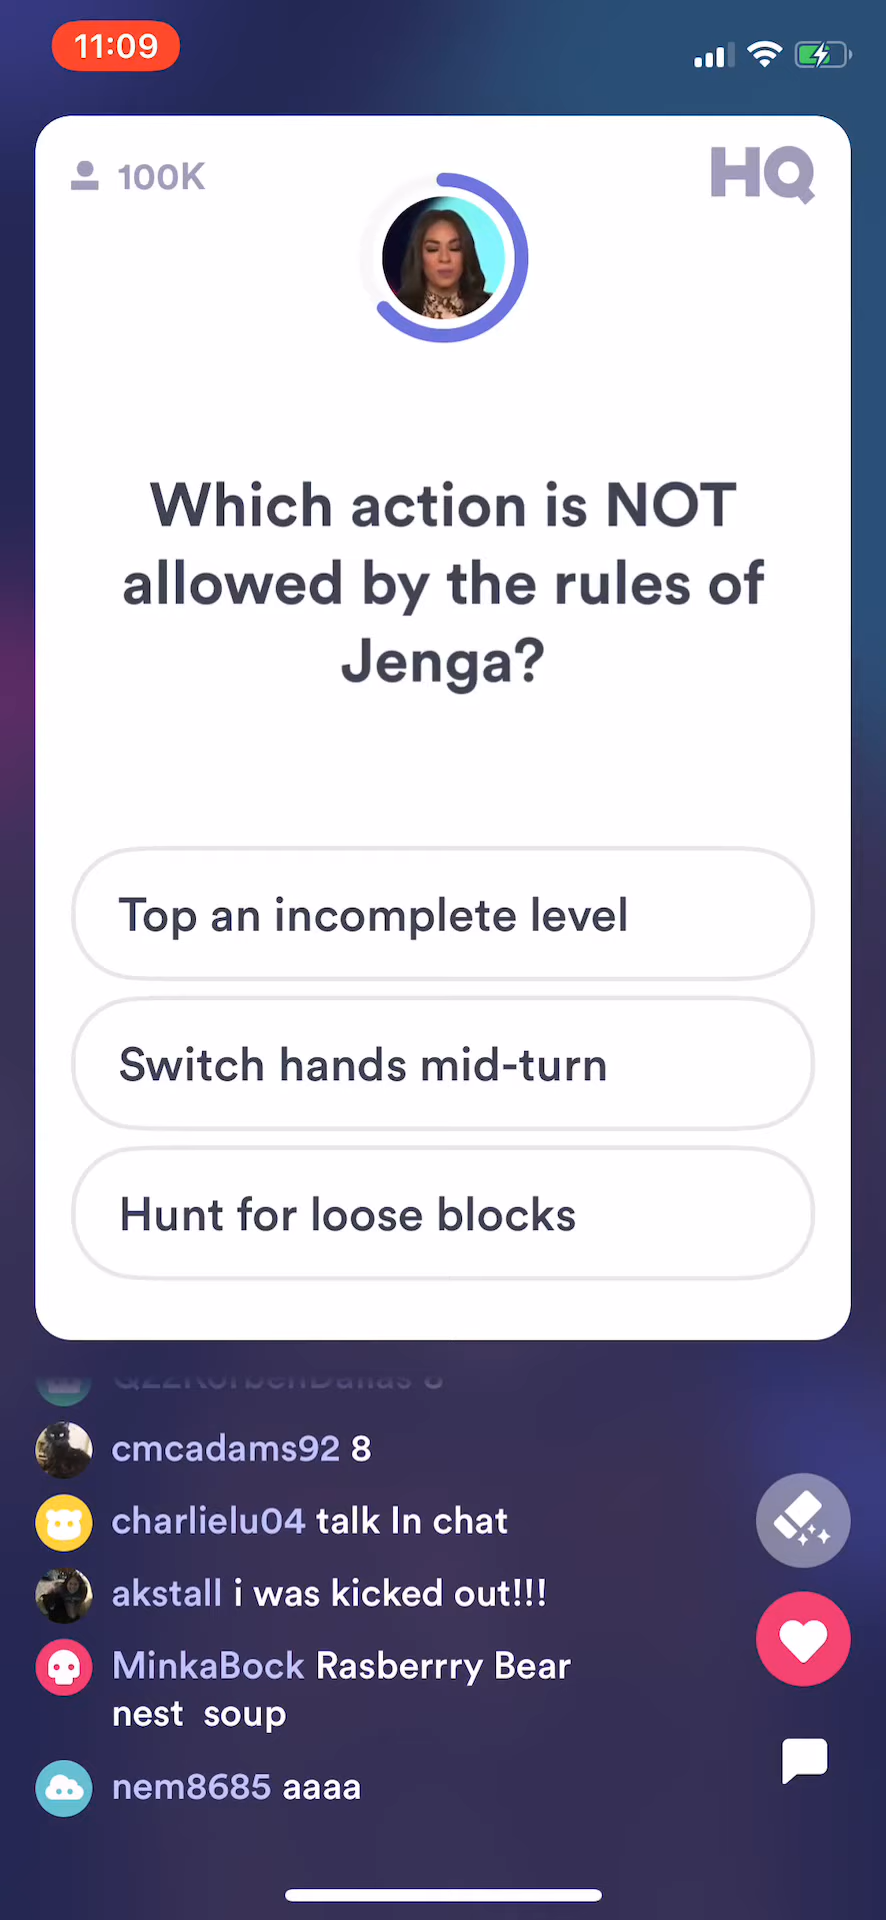 11:09
100K
HQ
Which action is NOT
allowed by the rules of
Jenga?
Top an incomplete level
Switch hands mid-turn
Hunt for loose blocks
cmcadams92 8
charlielu04 talk In chat
akstall i was kicked out!!!
MinkaBock Rasberrry Bear
nest soup
nem8685 aaaa